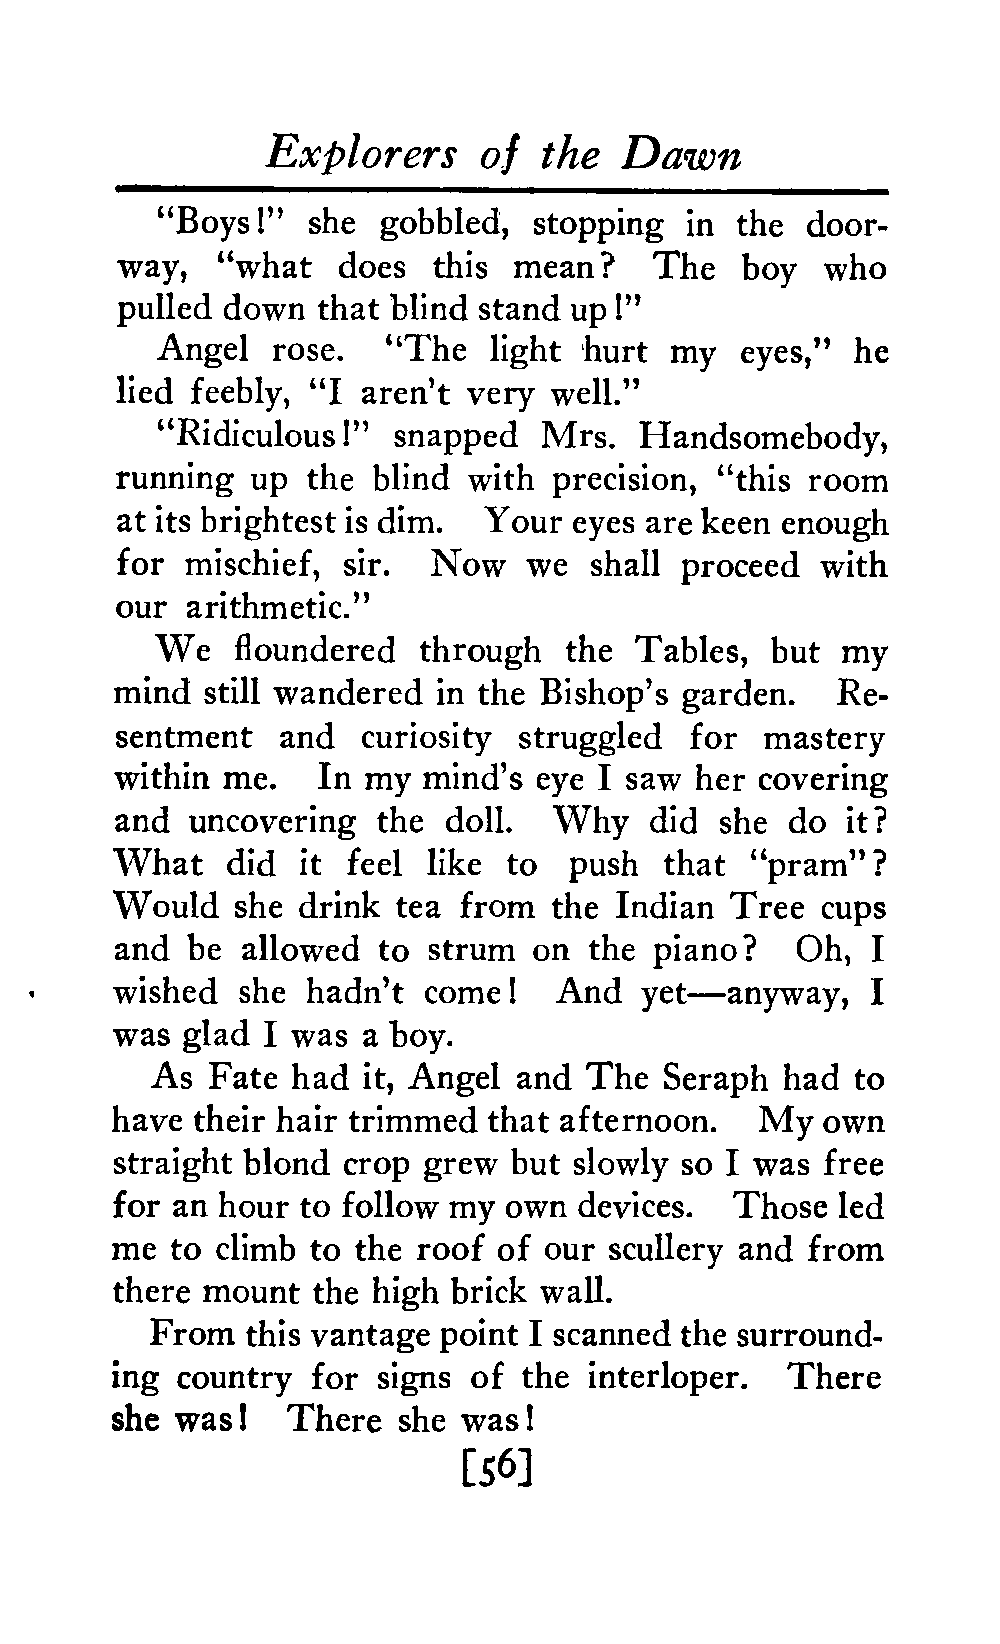 Explorers of the Dawn
"Boys!" she gobbled, stopping in the door-
way, "what does this mean? The boy who
pulled down that blind stand up!"
Angel rose. "The light hurt my eyes," he
lied feebly, "I aren't very well."
"Ridiculous!" snapped Mrs. Handsomebody,
running up the blind with precision, "this room
at its brightest is dim. Your eyes are keen enough
for mischief, sir. Now we shall proceed with
our arithmetic."
We floundered through the Tables, but my
mind still wandered in the Bishop's garden. Re-
sentment and curiosity struggled for mastery
within me. In my mind's eye I saw her covering
and uncovering the doll. Why did she do it?
What did it feel like to push that "pram"?
Would she drink tea from the Indian Tree cups
and be allowed to strum on the piano? Oh, I
wished she hadn't come! And yet—anyway, I
was glad I was a boy.
As Fate had it, Angel and The Seraph had to
have their hair trimmed that afternoon. My own
straight blond crop grew but slowly so I was free
for an hour to follow my own devices. Those led
me to climb to the roof of our scullery and from
there mount the high brick wall.
From this vantage point I scanned the surround-
ing country for signs of the interloper. There
she was! There she was!
[56]